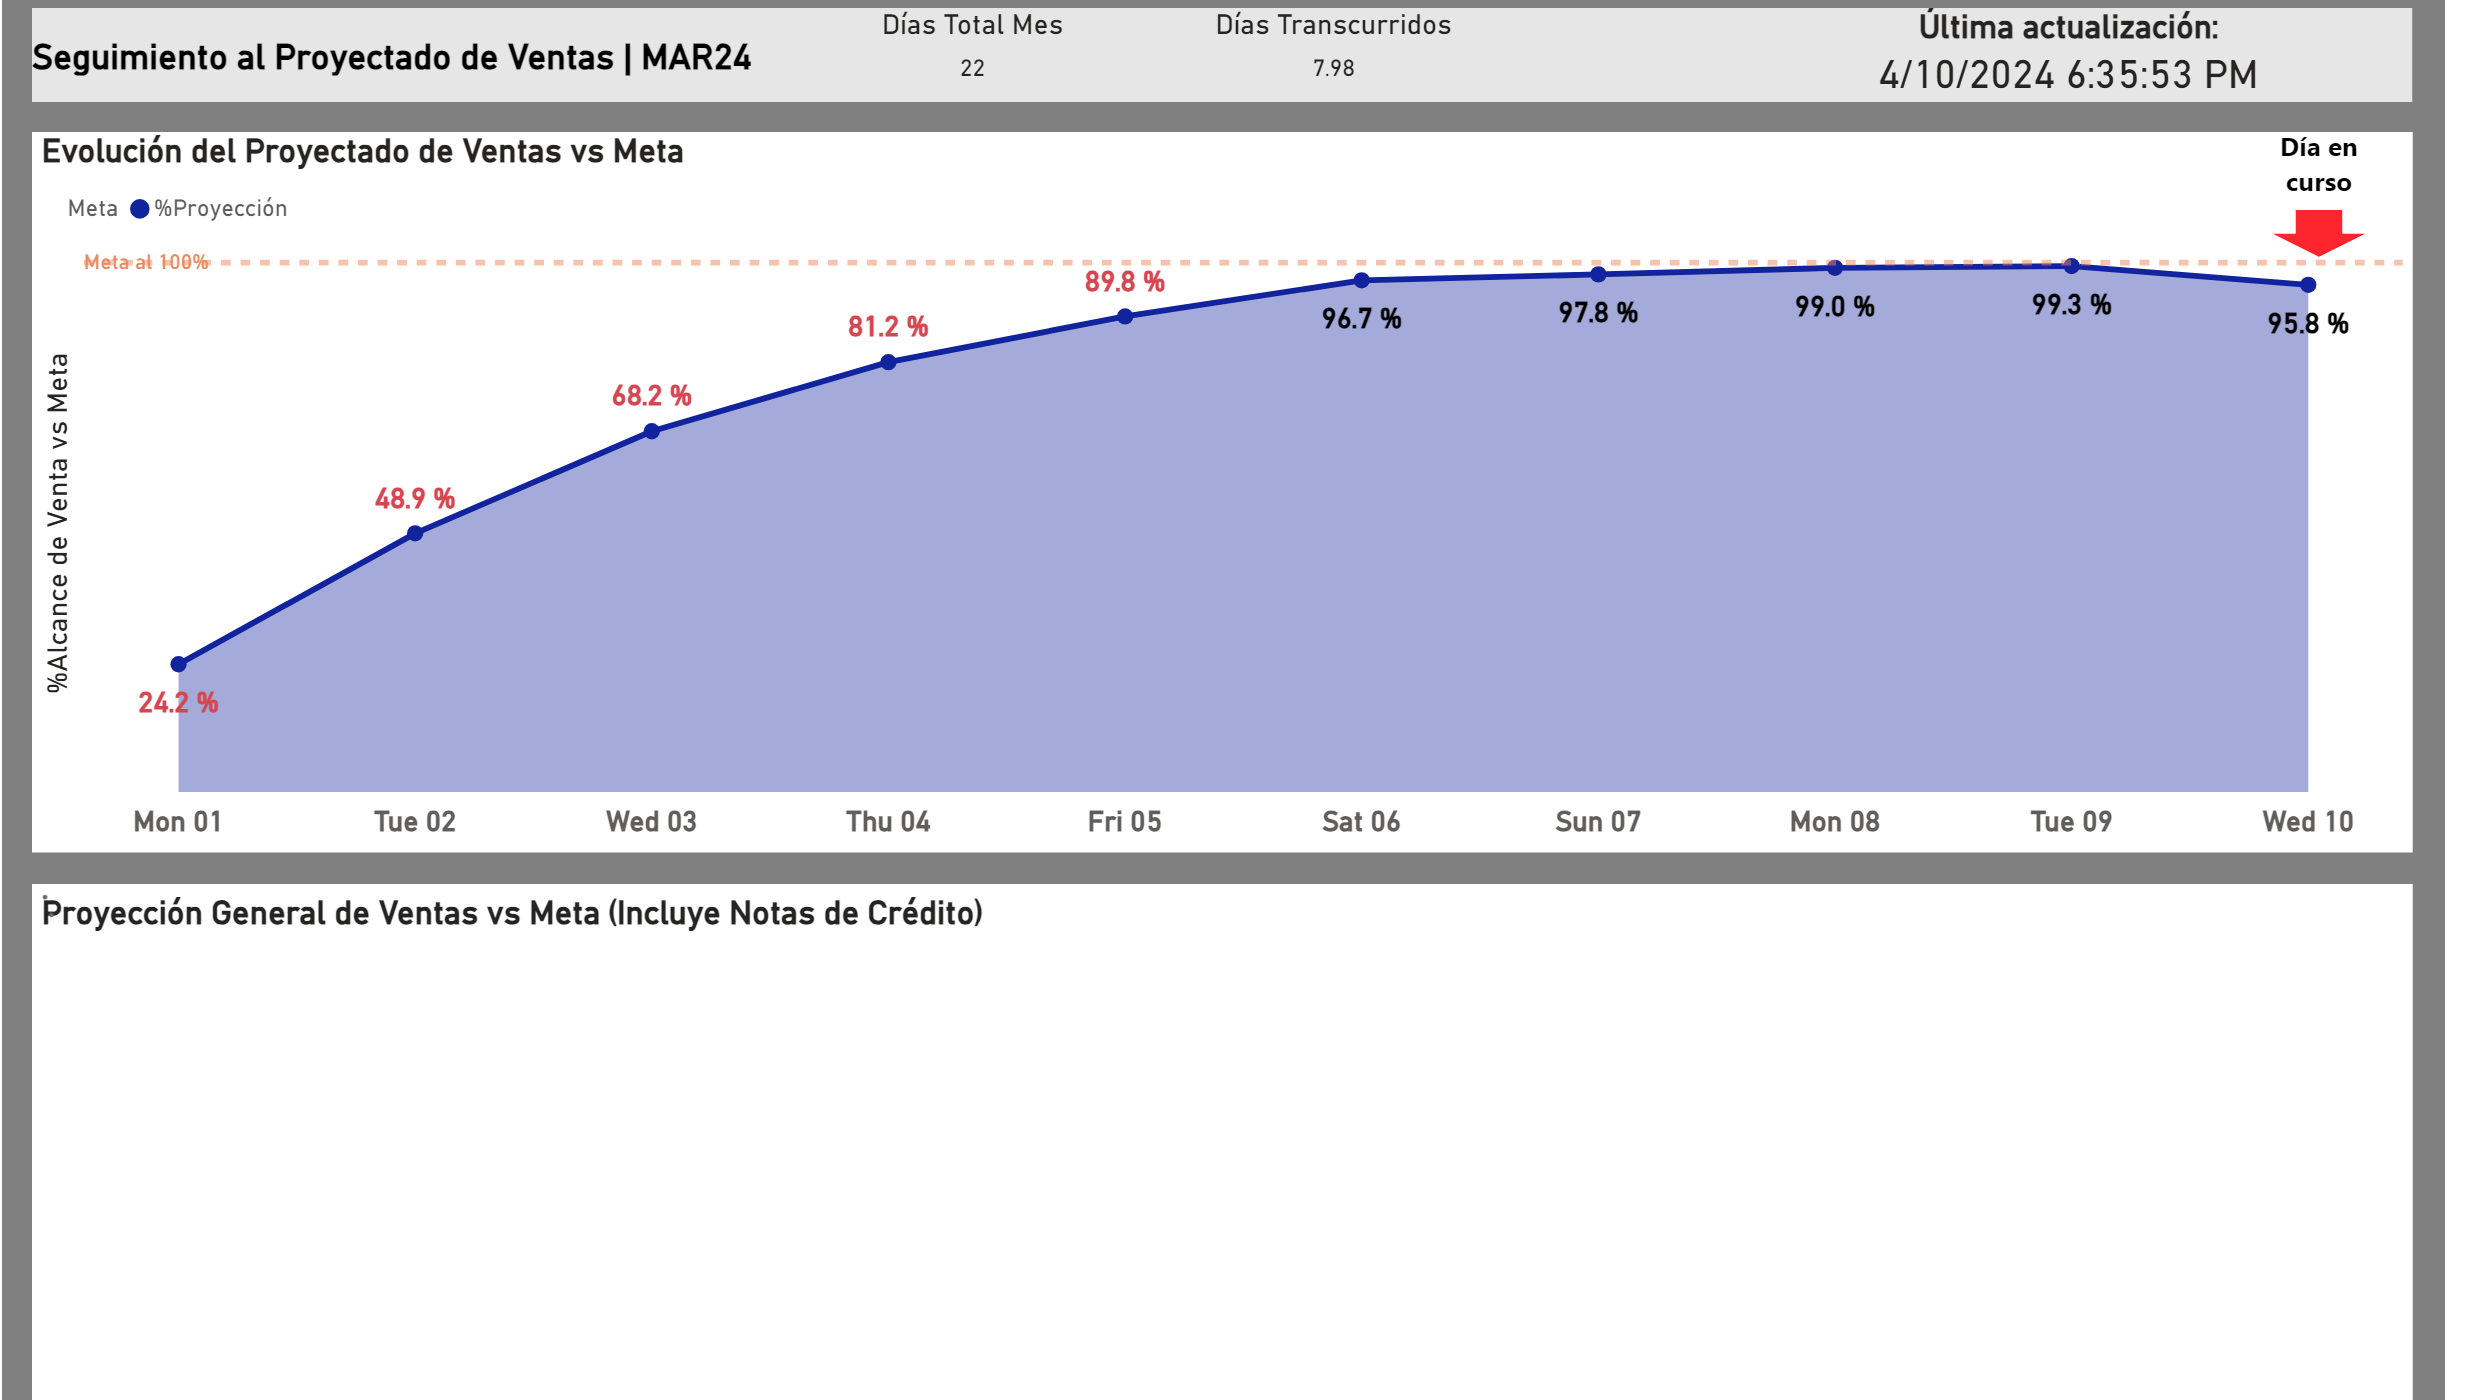 Seguimiento al Proyectado de Ventas | MAR24
Días Total Mes
22
Días Transcurridos
7.98
Última actualización:
4/10/2024 6:35:53 PM
Evolución del Proyectado de Ventas vs Meta
Día en
curso
Meta %Proyección
Meta al 100%
%Alcance de Venta vs Meta
24.2 %
48.9 %
68.2 %
81.2 %
89.8 %
96.7 %
97.8 %
99.0 %
99.3 %
95.8 %
Mon 01
Tue 02
Wed 03
Thu 04
Fri 05
Sat 06
Sun 07
Mon 08
Tue 09
Wed 10
Proyección General de Ventas vs Meta (Incluye Notas de Crédito)